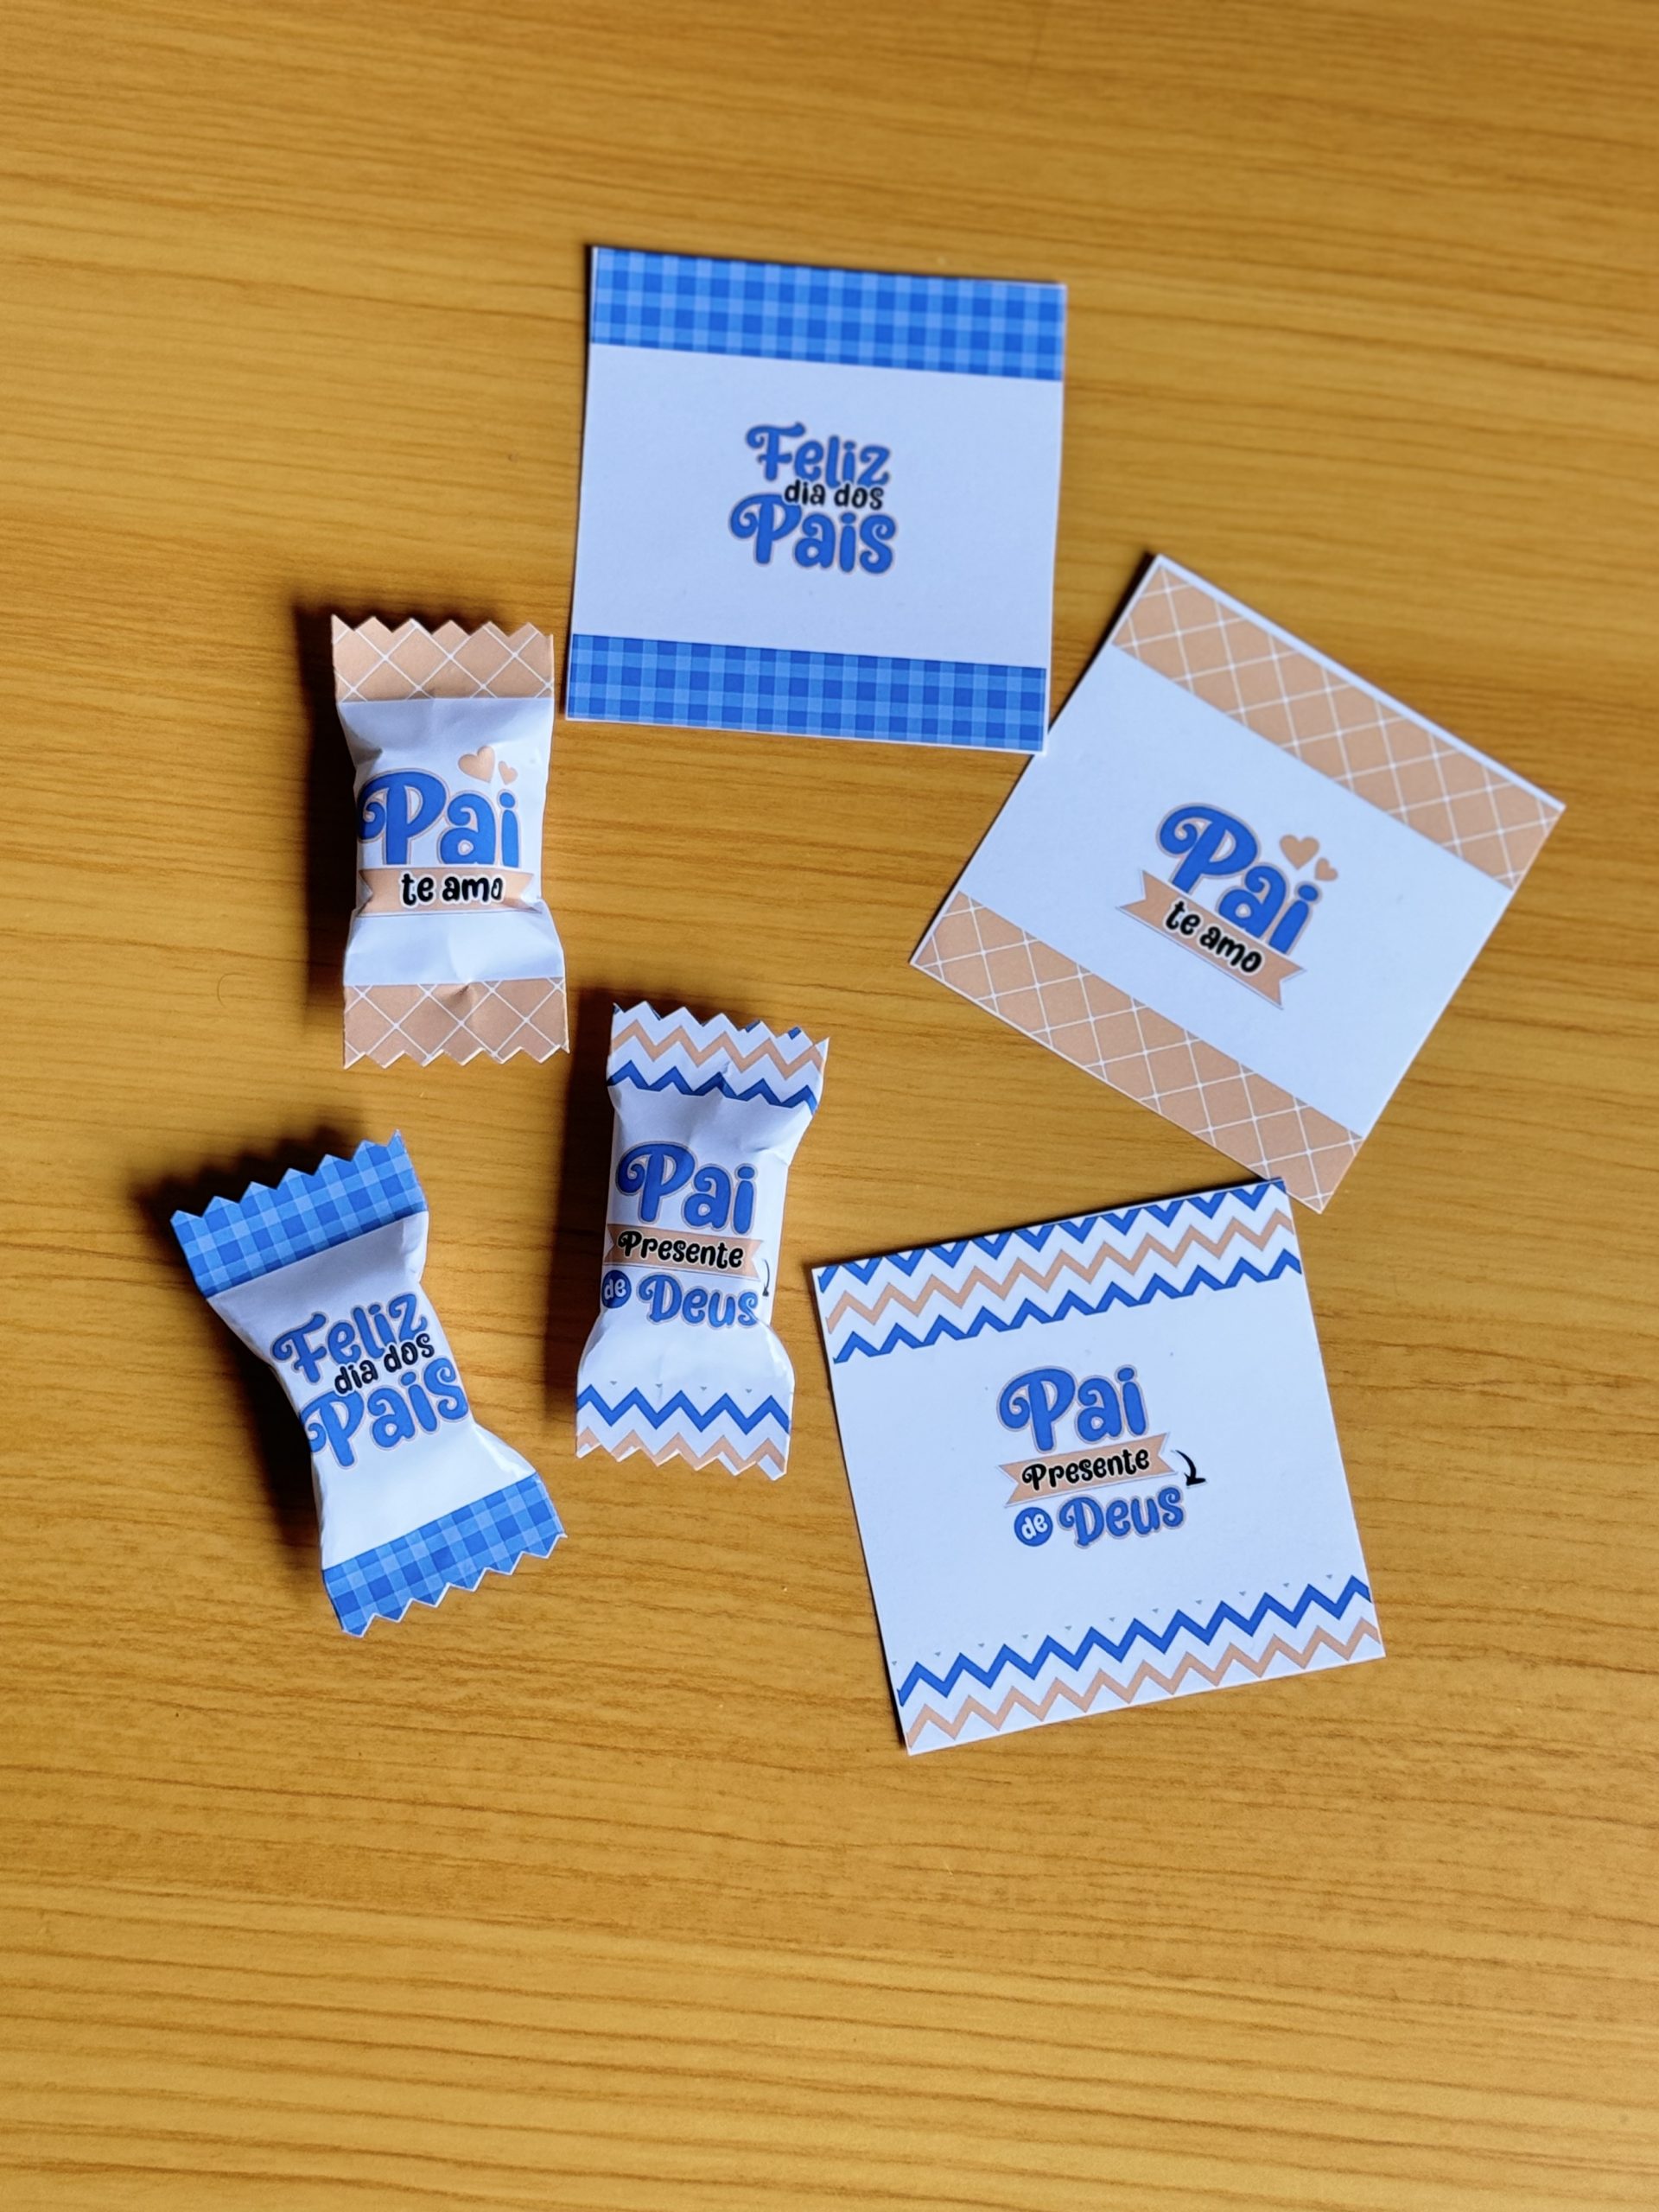 Feliz
dia dos
Pais
Pai
te amo
Pai
te amo
Pai
Presente
de Deus
Feliz
dia dos
Pais
Pai
Presente
de Deus